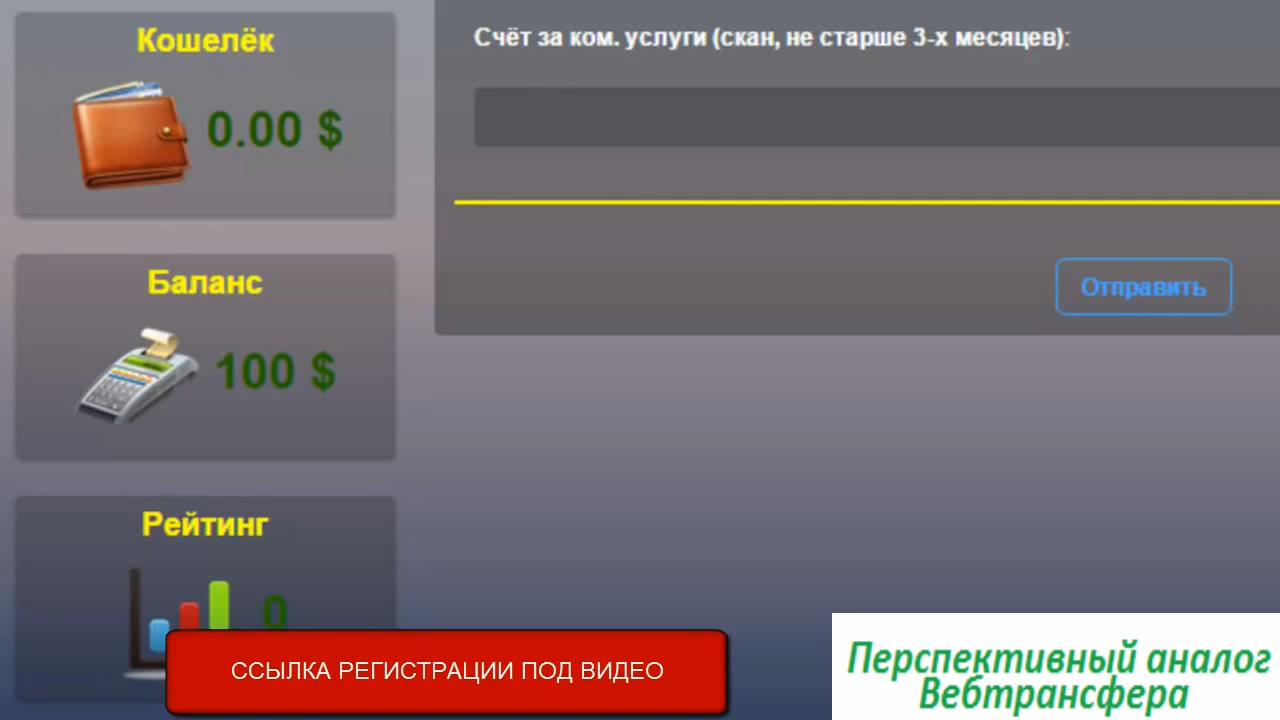 Кошелёк
0.00 $
Баланс
100 $
Рейтинг
0
Счёт за ком. услуги (скан, не старше 3-х месяцев):
Отправить
ССЫЛКА РЕГИСТРАЦИИ ПОД ВИДЕО
Перспективный аналог
Вебтрансфера